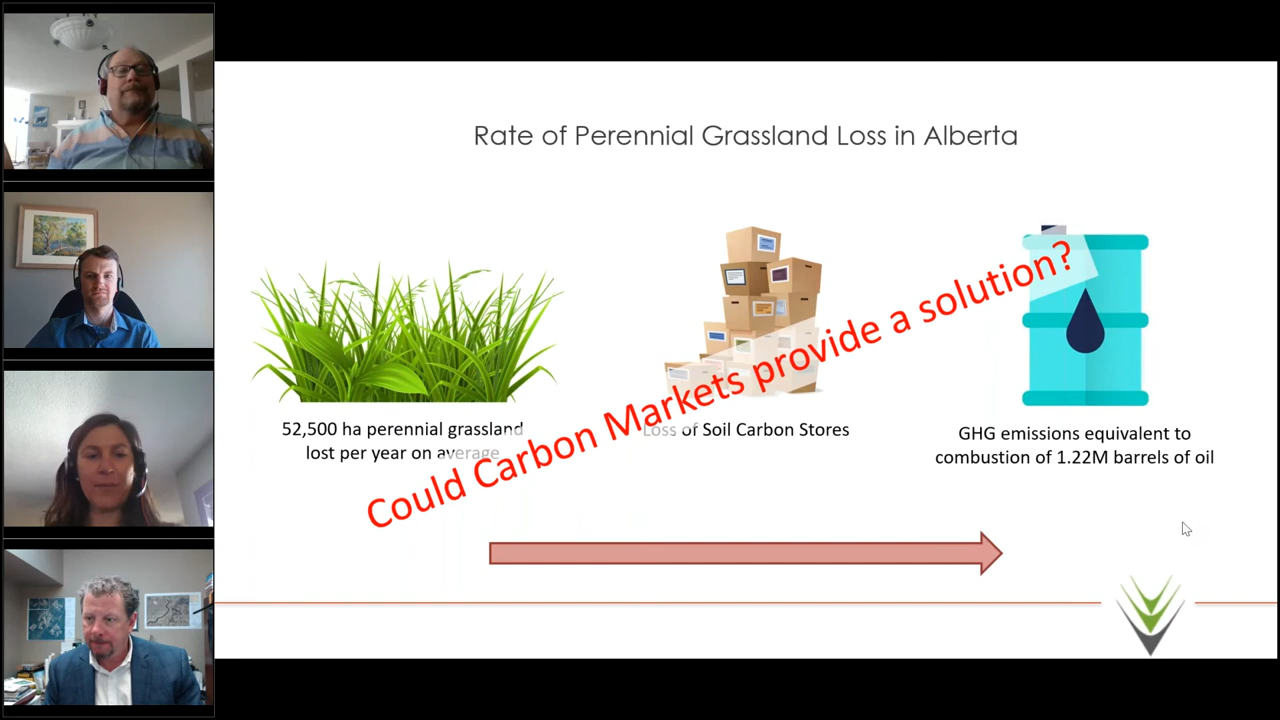 Rate of Perennial Grassland Loss in Alberta
Could Carbon Markets provide a solution?
52,500 ha perennial grassland
lost per year on average
Loss of Soil Carbon Stores
GHG emissions equivalent to
combustion of 1.22M barrels of oil